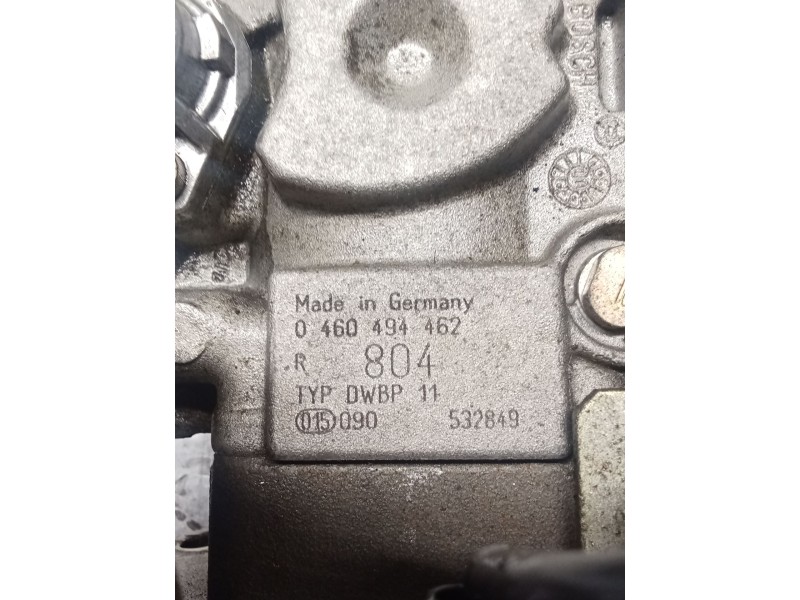 BOSCH
Made in Germany
0 460 494 462
R 804
TYP DWBP 11
015 090 532849